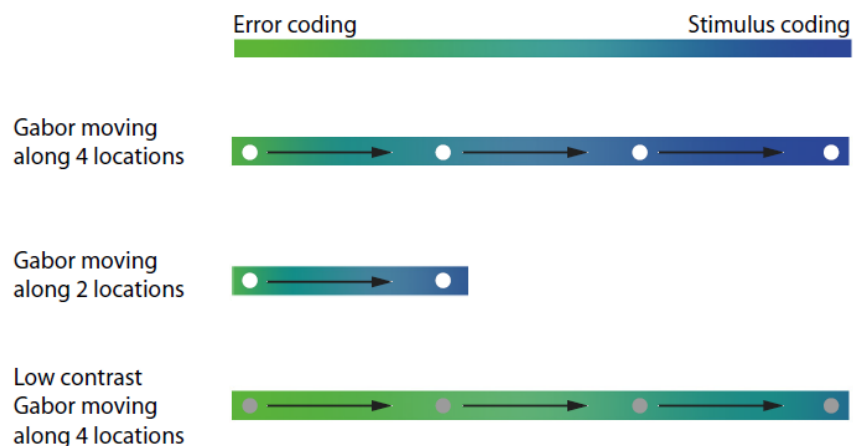 Error coding Stimulus coding
Gabor moving
along 4 locations
Gabor moving
along 2 locations
Low contrast
Gabor moving
along 4 locations